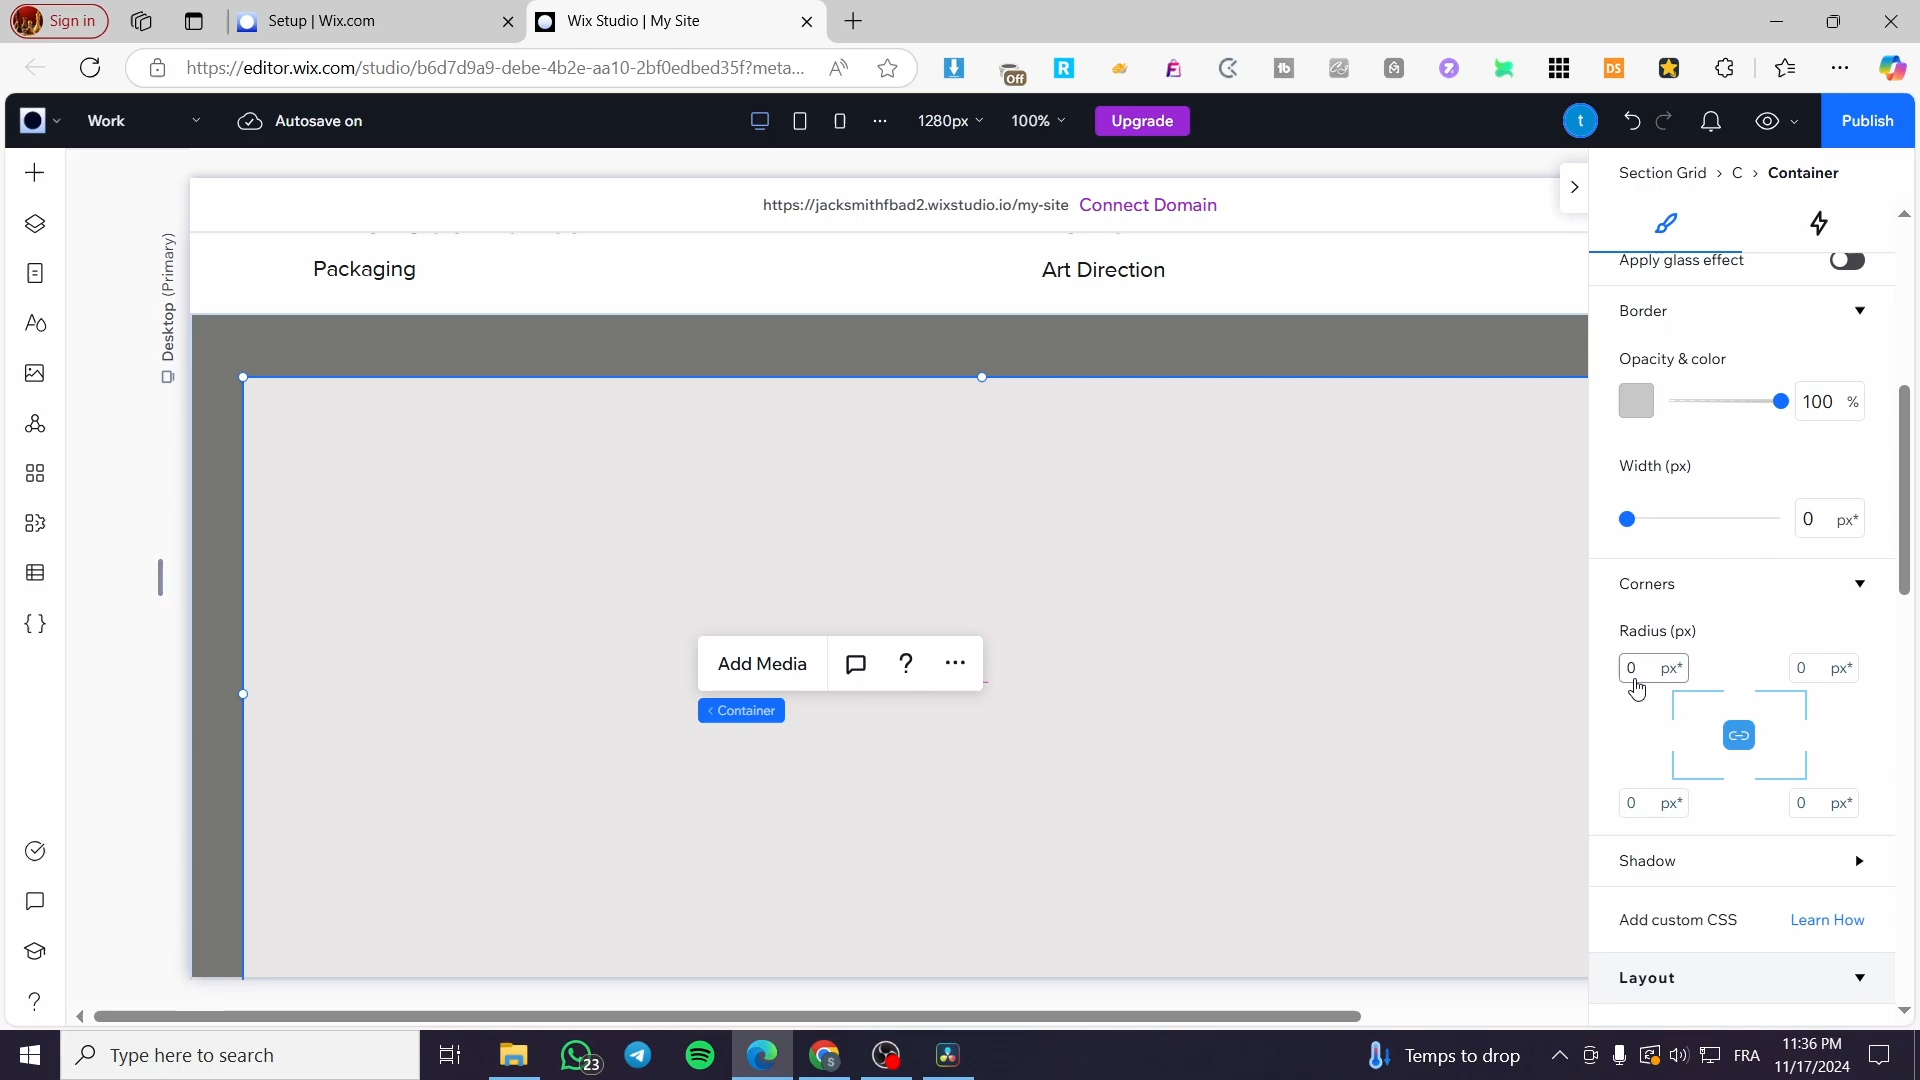 Sign in
Setup | Wix.com
Wix Studio | My Site
https://editor.wix.com/studio/b6d7d9a9-debe-4b2e-aa10-2bf0edbed35f?meta...
Off
Work
Autosave on
1280px
100%
Upgrade
t
Publish
https://jacksmithfbad2.wixstudio.io/my-site Connect Domain
Section Grid > C > Container
Desktop (Primary)
Packaging
Art Direction
Apply glass effect
Border
Opacity & color
100 %
Width (px)
0 px*
Corners
Radius (px)
0 px* 0 px*
0 px* 0 px*
Add Media
< Container
Shadow
Add custom CSS Learn How
Layout
Type here to search
23
Temps to drop
FRA
11:36 PM
11/17/2024